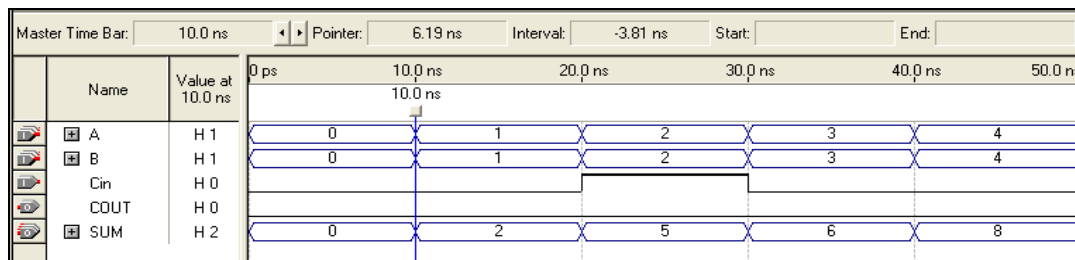 Master Time Bar: 10.0 ns Pointer: 6.19 ns Interval: -3.81 ns Start: End:
Name Value at 10.0 ns 0 ps 10.0 ns 20.0 ns 30.0 ns 40.0 ns 50.0 n
10.0 ns
A H 1 0 1 2 3 4
B H 1 0 1 2 3 4
Cin H 0
COUT H 0
SUM H 2 0 2 5 6 8